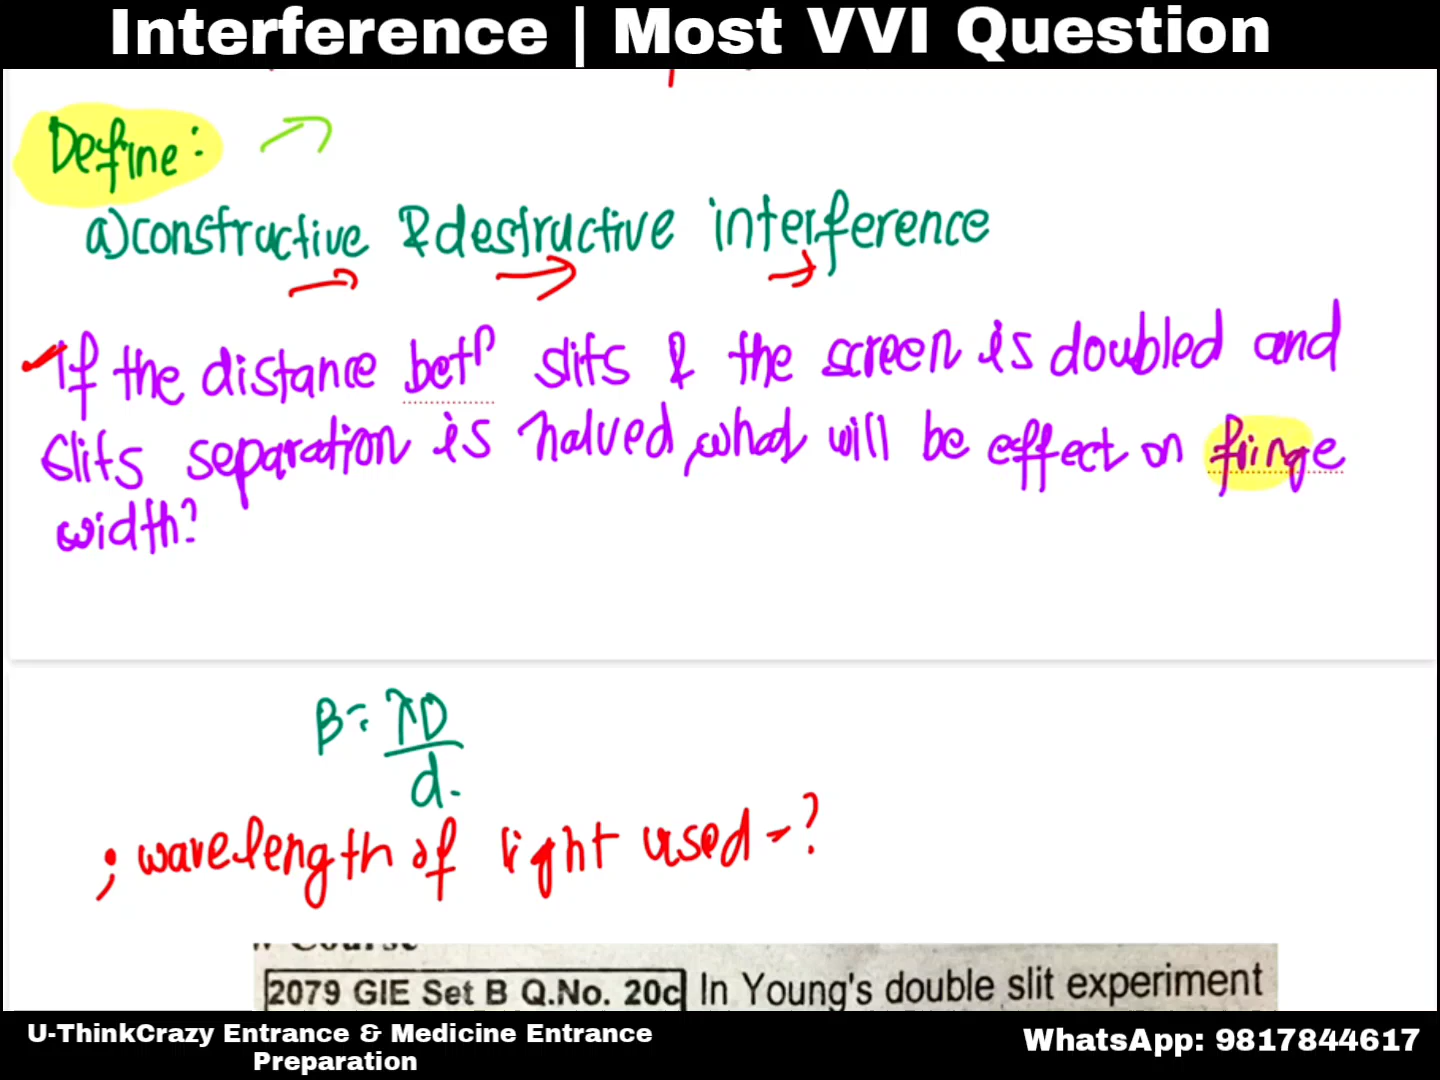 Interference | Most VVI Question
Define:
a) constructive & destructive interference
If the distance betn slits & the screen is doubled and
slits separation is halved, what will be effect on fringe
width?
β = λD
d.
; wavelength of light used - ?
w Course
2079 GIE Set B Q.No. 20c In Young's double slit experiment
U-ThinkCrazy Entrance & Medicine Entrance
Preparation
WhatsApp: 9817844617